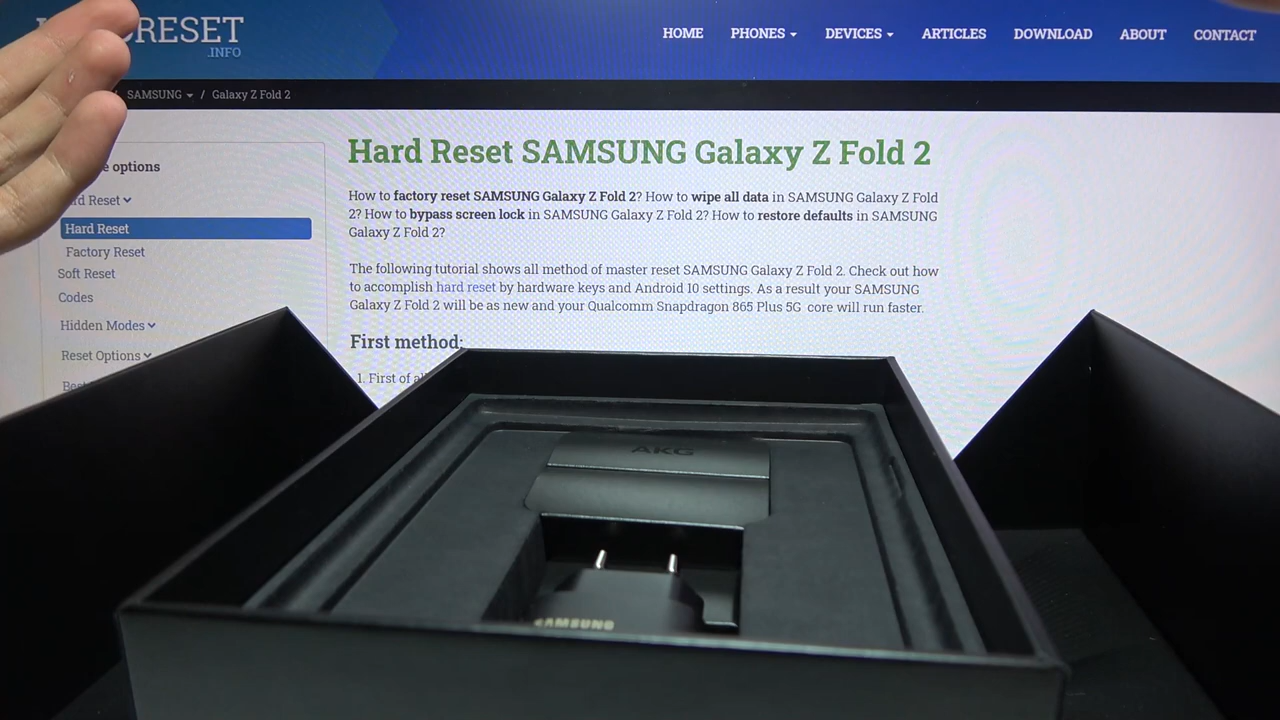 RESET
.INFO
HOME PHONES DEVICES ARTICLES DOWNLOAD ABOUT CONTACT
/ SAMSUNG / Galaxy Z Fold 2
options
Hard Reset SAMSUNG Galaxy Z Fold 2
How to factory reset SAMSUNG Galaxy Z Fold 2? How to wipe all data in SAMSUNG Galaxy Z Fold
2? How to bypass screen lock in SAMSUNG Galaxy Z Fold 2? How to restore defaults in SAMSUNG
Galaxy Z Fold 2?
The following tutorial shows all method of master reset SAMSUNG Galaxy Z Fold 2. Check out how
to accomplish hard reset by hardware keys and Android 10 settings. As a result your SAMSUNG
Galaxy Z Fold 2 will be as new and your Qualcomm Snapdragon 865 Plus 5G core will run faster.
First method:
1. First of
Reset
Hard Reset
Factory Reset
Soft Reset
Codes
Hidden Modes
Reset Options
AKG
SAMSUNG